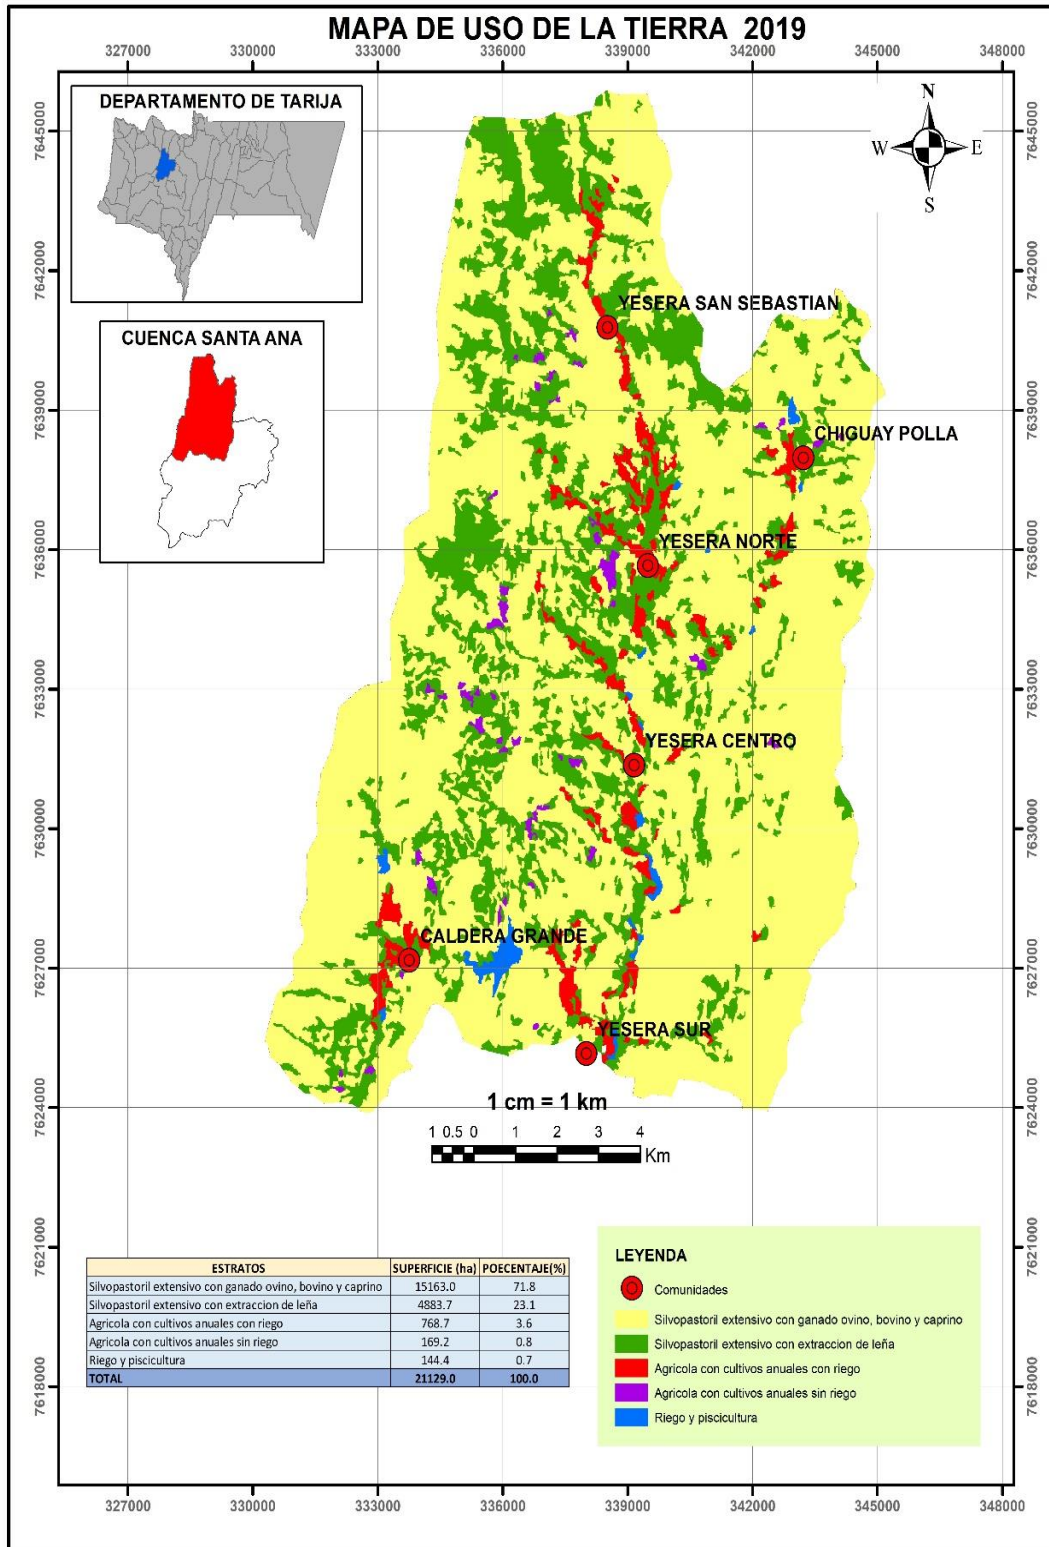 MAPA DE USO DE LA TIERRA 2019
327000 330000 333000 336000 339000 342000 345000 348000
DEPARTAMENTO DE TARIJA
CUENCA SANTA ANA
N
W E
S
7645000 7645000
7642000 7642000
7639000 7639000
7636000 7636000
7633000 7633000
7630000 7630000
7627000 7627000
7624000 7624000
7621000 7621000
7618000 7618000
YESERA SAN SEBASTIAN
CHIGUAY POLLA
YESERA NORTE
YESERA CENTRO
CALDERA GRANDE
YESERA SUR
1 cm = 1 km
1 0.5 0 1 2 3 4
Km
ESTRATOS SUPERFICIE (ha) POECENTAJE(%)
Silvopastoril extensivo con ganado ovino, bovino y caprino 15163.0 71.8
Silvopastoril extensivo con extraccion de leña 4883.7 23.1
Agricola con cultivos anuales con riego 768.7 3.6
Agricola con cultivos anuales sin riego 169.2 0.8
Riego y piscicultura 144.4 0.7
TOTAL 21129.0 100.0
LEYENDA
Comunidades
Silvopastoril extensivo con ganado ovino, bovino y caprino
Silvopastoril extensivo con extraccion de leña
Agricola con cultivos anuales con riego
Agricola con cultivos anuales sin riego
Riego y piscicultura
327000 330000 333000 336000 339000 342000 345000 348000